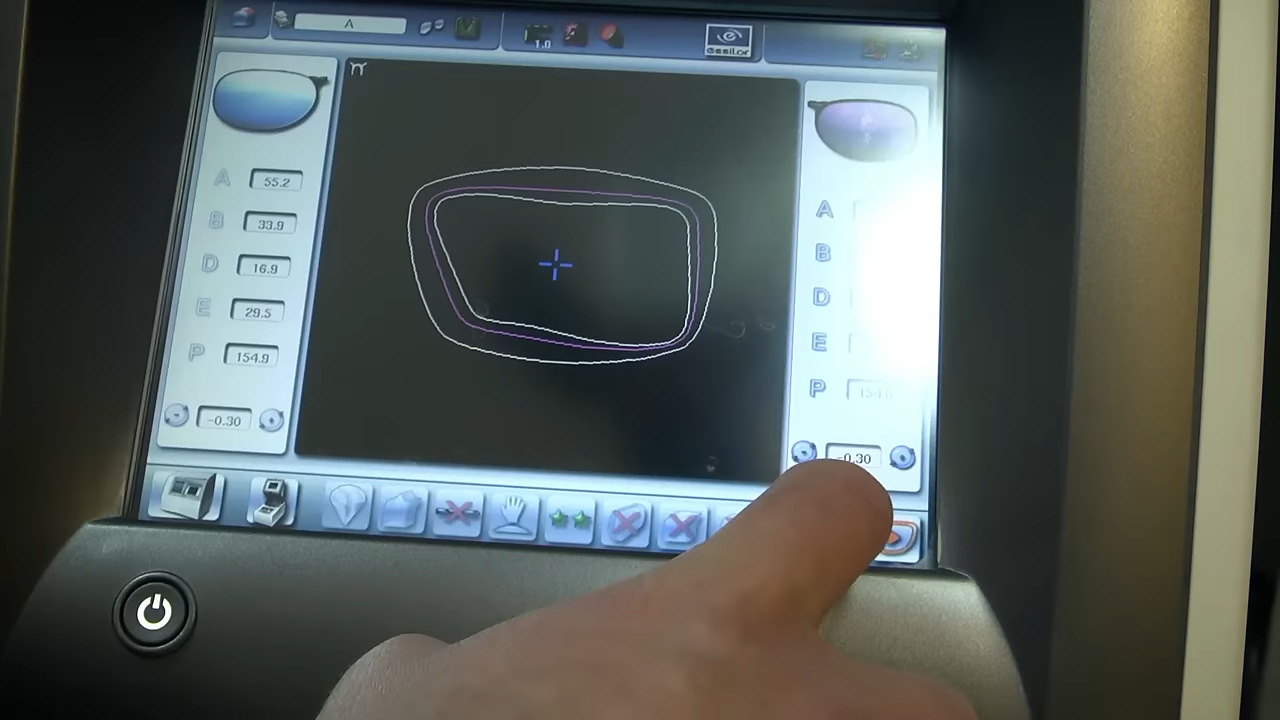 A
1.0
essilor
A 55.2
B 33.9
D 16.9
E 29.5
P 154.9
-0.30
A
B
D
E
P
-0.30